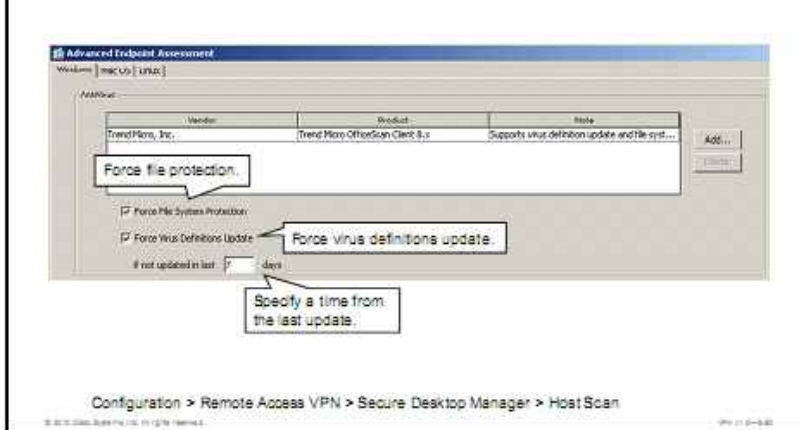 Advanced Endpoint Assessment
Windows | Mac OS | Linux
AntiVirus
Vendor Product Note
Trend Micro, Inc. Trend Micro OfficeScan Client 8.x Supports virus definition update and file syst... Add...
Force file protection.
Force File System Protection
Force Virus Definitions Update
Force virus definitions update.
if not updated in last 7 days
Specify a time from
the last update.
Configuration > Remote Access VPN > Secure Desktop Manager > Host Scan